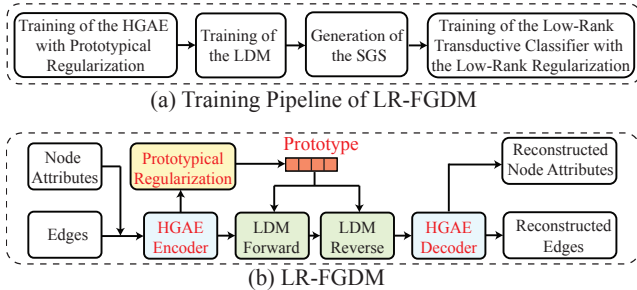 Training of the HGAE
with Prototypical
Regularization
Training of
the LDM
Generation of
the SGS
Training of the Low-Rank
Transductive Classifier with
the Low-Rank Regularization
(a) Training Pipeline of LR-FGDM
Node
Attributes
Prototypical
Regularization
Prototype
Reconstructed
Node Attributes
Edges
HGAE
Encoder
LDM
Forward
LDM
Reverse
HGAE
Decoder
Reconstructed
Edges
(b) LR-FGDM